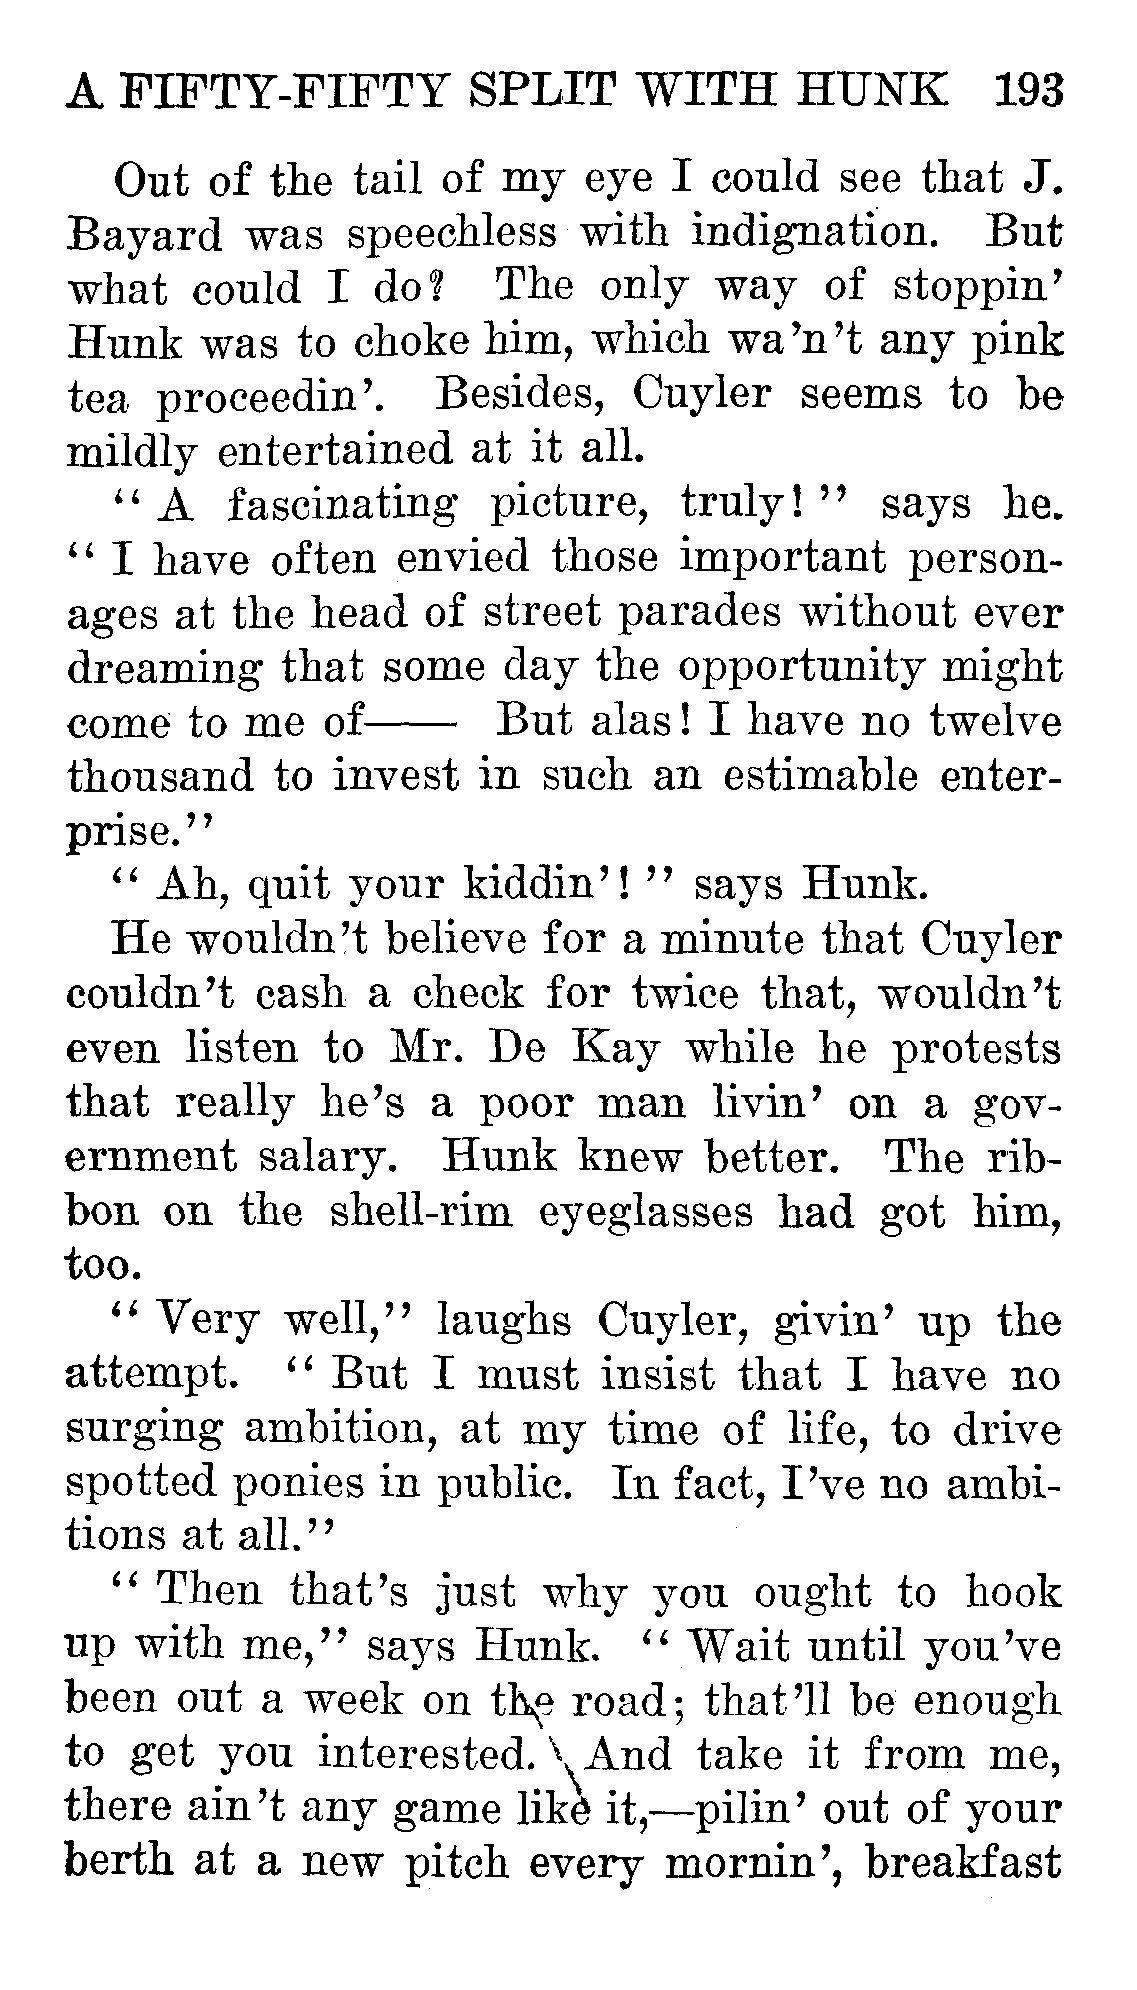 A FIFTY-FIFTY SPLIT WITH HUNK 193
Out of the tail of my eye I could see that J.
Bayard was speechless with indignation. But
what could I do? The only way of stoppin'
Hunk was to choke him, which wa'n't any pink
tea proceedin'. Besides, Cuyler seems to be
mildly entertained at it all.
"A fascinating picture, truly!" says he.
"I have often envied those important person-
ages at the head of street parades without ever
dreaming that some day the opportunity might
come to me of—— But alas! I have no twelve
thousand to invest in such an estimable enter-
prise."
"Ah, quit your kiddin'!" says Hunk.
He wouldn't believe for a minute that Cuyler
couldn't cash a check for twice that, wouldn't
even listen to Mr. De Kay while he protests
that really he's a poor man livin' on a gov-
ernment salary. Hunk knew better. The rib-
bon on the shell-rim eyeglasses had got him,
too.
"Very well," laughs Cuyler, givin' up the
attempt. "But I must insist that I have no
surging ambition, at my time of life, to drive
spotted ponies in public. In fact, I've no ambi-
tions at all."
"Then that's just why you ought to hook
up with me," says Hunk. "Wait until you've
been out a week on the road; that'll be enough
to get you interested. And take it from me,
there ain't any game like it,—pilin' out of your
berth at a new pitch every mornin', breakfast